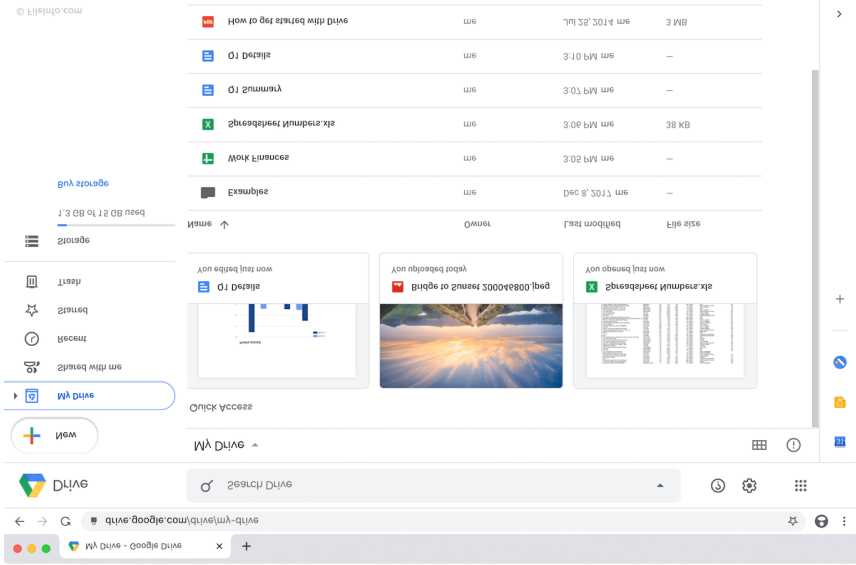 My Drive - Google Drive
drive.google.com/drive/my-drive
Drive
Search Drive
New
My Drive
Shared with me
Recent
Starred
Trash
Storage
1.3 GB of 15 GB used
Buy storage
My Drive
Quick Access
Q1 Details
You edited just now
Bridge to Sunset 200046800.jpeg
You uploaded today
Spreadsheet Numbers.xls
You opened just now
Name Owner Last modified File size
Examples me Dec 8, 2017 me –
Work Finances me 3:05 PM me –
Spreadsheet Numbers.xls me 3:06 PM me 38 KB
Q1 Summary me 3:07 PM me –
Q1 Details me 3:10 PM me –
PDF How to get started with Drive me Jul 25, 2014 me 3 MB
31
© FileInfo.com